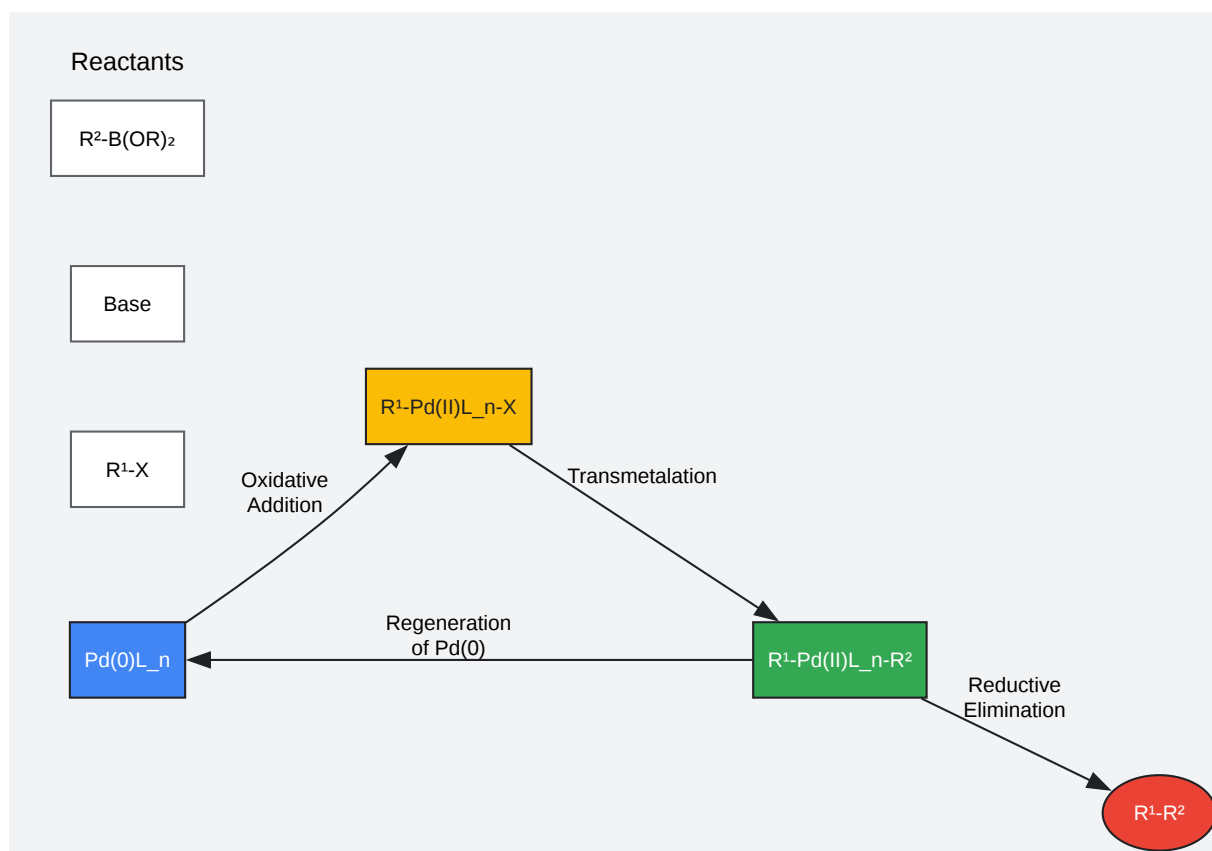 Reactants
R²-B(OR)₂
Base
R¹-Pd(II)L_n-X
R¹-X
Oxidative
Addition
Transmetalation
Regeneration
of Pd(0)
Pd(0)L_n
R¹-Pd(II)L_n-R²
Reductive
Elimination
R¹-R²